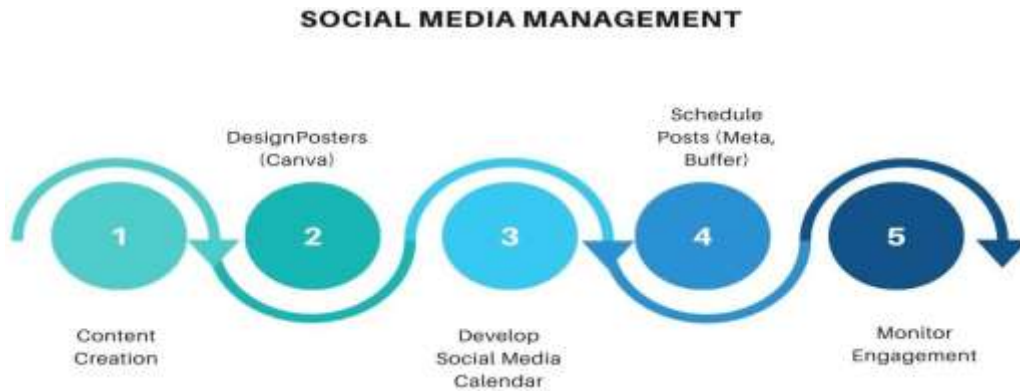 SOCIAL MEDIA MANAGEMENT
1
Content
Creation
DesignPosters
(Canva)
2
3
Develop
Social Media
Calendar
Schedule
Posts (Meta,
Buffer)
4
5
Monitor
Engagement